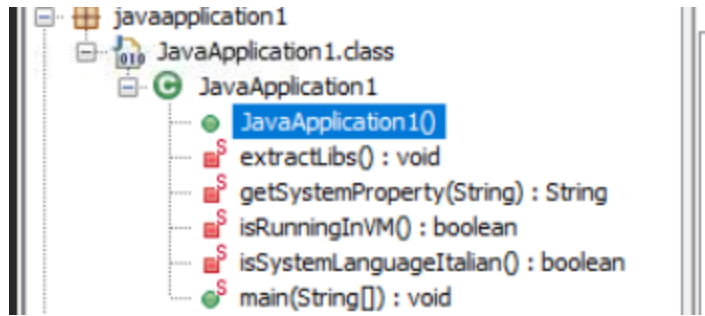 javaapplication1
JavaApplication1.class
JavaApplication1
JavaApplication1()
extractLibs() : void
getSystemProperty(String) : String
isRunningInVM() : boolean
isSystemLanguageItalian() : boolean
main(String[]) : void